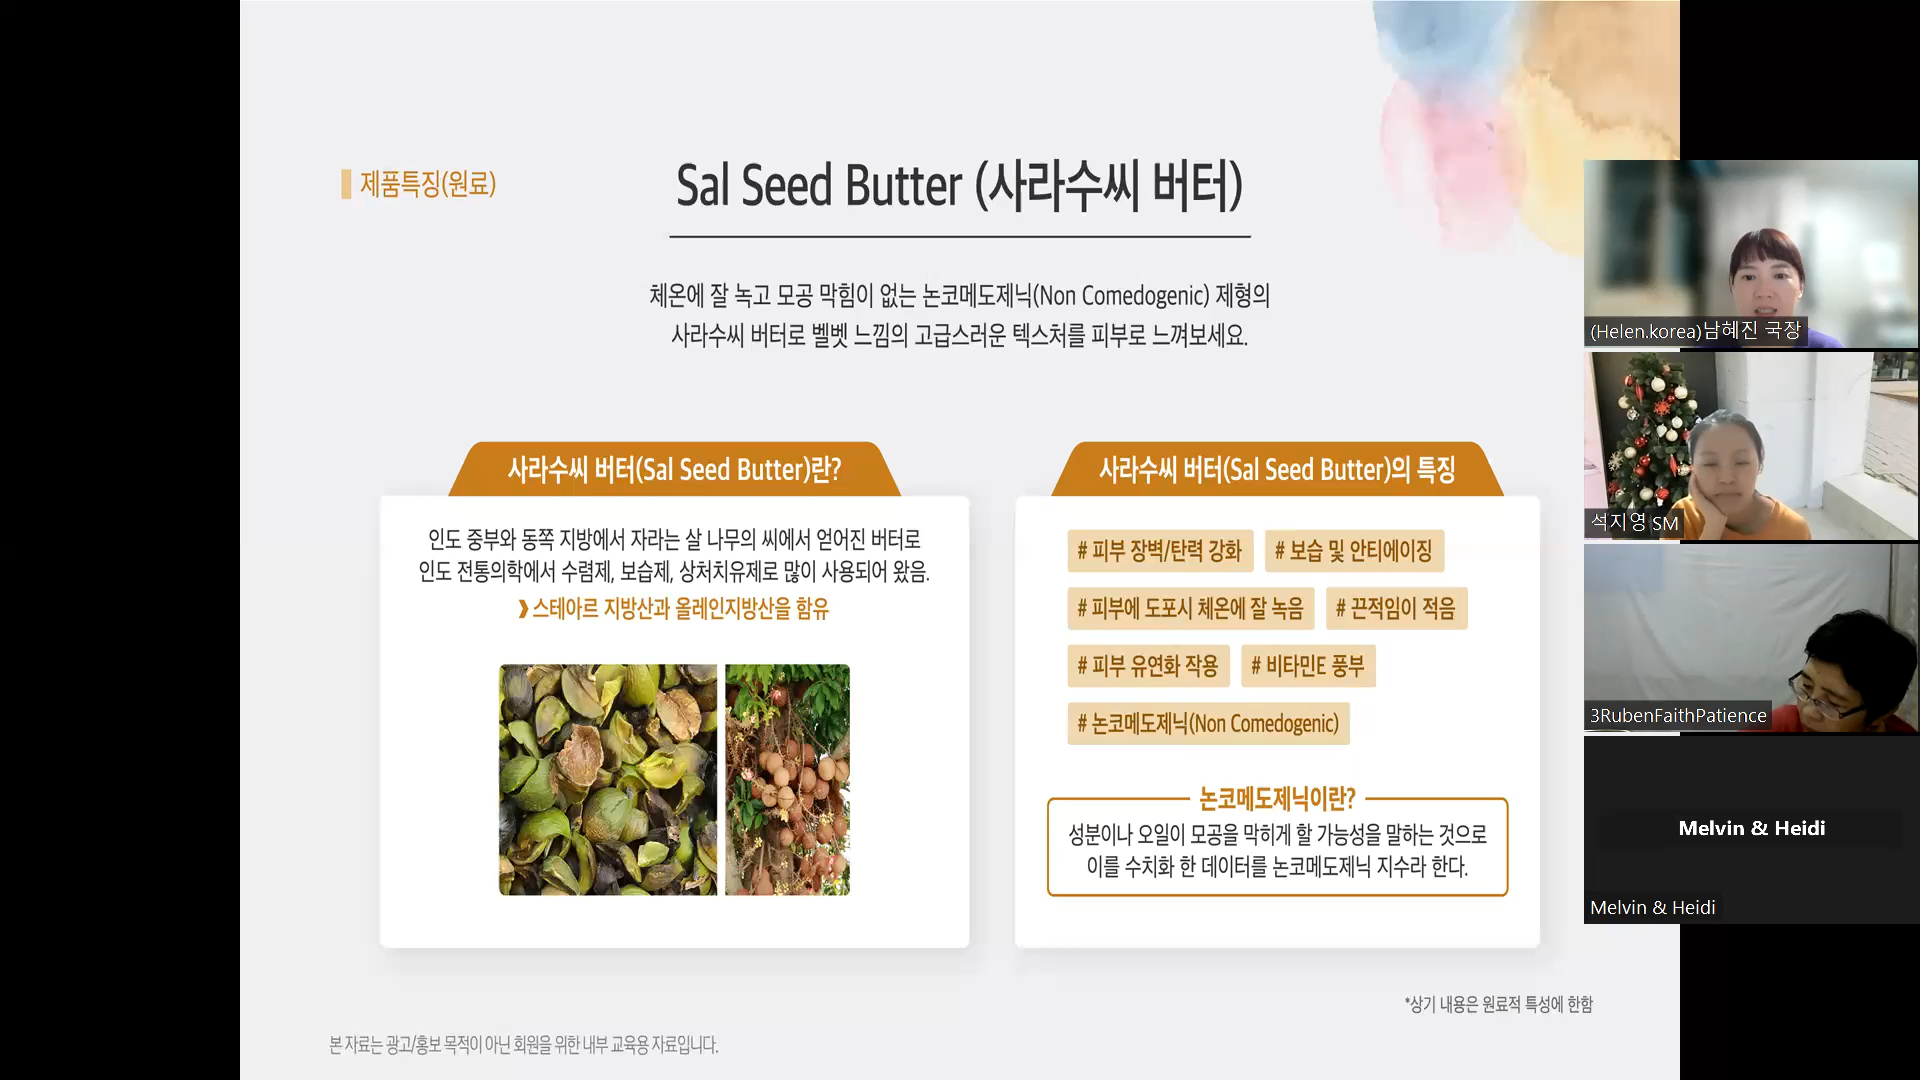 제품특징(원료)
Sal Seed Butter (사라수씨 버터)
체온에 잘 녹고 모공 막힘이 없는 논코메도제닉(Non Comedogenic) 제형의
사라수씨 버터로 벨벳 느낌의 고급스러운 텍스처를 피부로 느껴보세요.
사라수씨 버터(Sal Seed Butter)란?
인도 중부와 동쪽 지방에서 자라는 살 나무의 씨에서 얻어진 버터로
인도 전통의학에서 수렴제, 보습제, 상처치유제로 많이 사용되어 왔음.
》스테아르 지방산과 올레인지방산을 함유
사라수씨 버터(Sal Seed Butter)의 특징
# 피부 장벽/탄력 강화 # 보습 및 안티에이징
# 피부에 도포시 체온에 잘 녹음 # 끈적임이 적음
# 피부 유연화 작용 # 비타민E 풍부
# 논코메도제닉(Non Comedogenic)
논코메도제닉이란?
성분이나 오일이 모공을 막히게 할 가능성을 말하는 것으로
이를 수치화 한 데이터를 논코메도제닉 지수라 한다.
*상기 내용은 원료적 특성에 한함
본 자료는 광고/홍보 목적이 아닌 회원을 위한 내부 교육용 자료입니다.
(Helen.korea)남혜진 국장
석지영 SM
3RubenFaithPatience
Melvin & Heidi
Melvin & Heidi